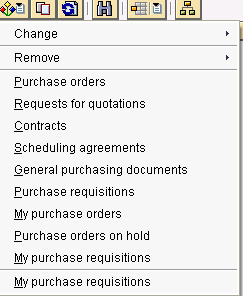 Change
Remove
Purchase orders
Requests for quotations
Contracts
Scheduling agreements
General purchasing documents
Purchase requisitions
My purchase orders
Purchase orders on hold
My purchase requisitions
My purchase requisitions